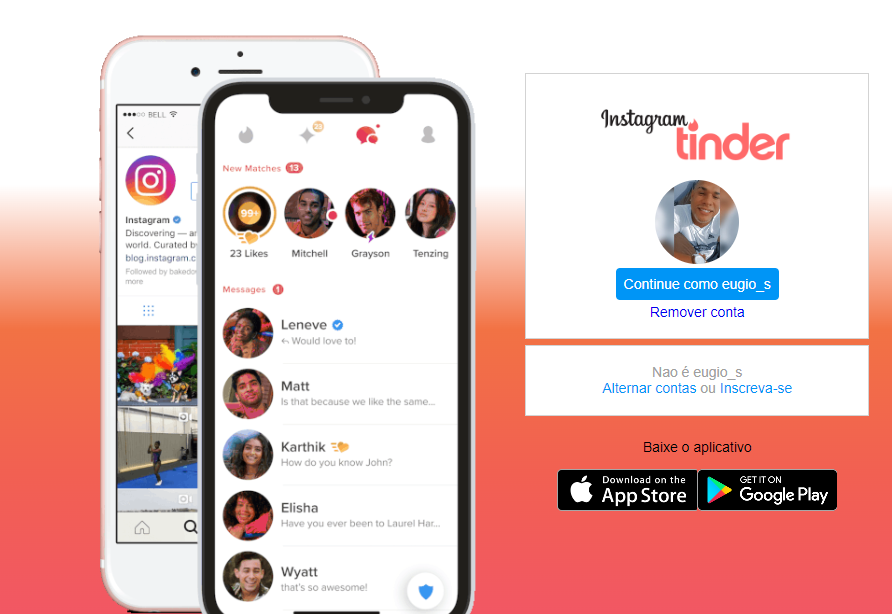 BELL
Instagram
Discovering — an
world. Curated b
blog.instagram.c
Followed by bakedo
more
23
New Matches 13
99+
23 Likes
Mitchell
Grayson
Tenzing
Messages 1
Leneve
Would love to!
Matt
Is that because we like the same...
Karthik
How do you know John?
Elisha
Have you ever been to Laurel Har...
Wyatt
that's so awesome!
Instagram
tinder
Continue como eugio_s
Remover conta
Nao é eugio_s
Alternar contas ou Inscreva-se
Baixe o aplicativo
Download on the
App Store
GET IT ON
Google Play